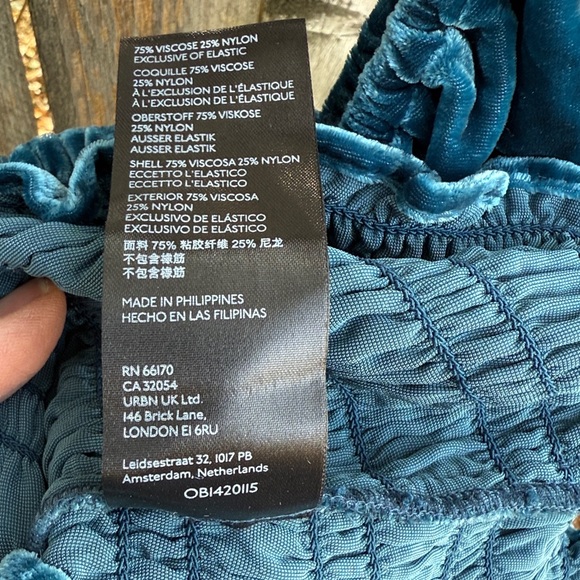 75% VISCOSE 25% NYLON
EXCLUSIVE OF ELASTIC
COQUILLE 75% VISCOSE
25% NYLON
À L'EXCLUSION DE L'ÉLASTIQUE
À L'EXCLUSION DE L'ÉLASTIQUE
OBERSTOFF 75% VISKOSE
25% NYLON
AUSSER ELASTIK
AUSSER ELASTIK
SHELL 75% VISCOSA 25% NYLON
ECCETTO L'ELASTICO
ECCETTO L'ELASTICO
EXTERIOR 75% VISCOSA
25% NYLON
EXCLUSIVO DE ELÁSTICO
EXCLUSIVO DE ELÁSTICO
面料 75% 粘胶纤维 25% 尼龙
不包含橡筋
不包含橡筋
MADE IN PHILIPPINES
HECHO EN LAS FILIPINAS
RN 66170
CA 32054
URBN UK Ltd.
146 Brick Lane,
LONDON E1 6RU
Leidsestraat 32, 1017 PB
Amsterdam, Netherlands
OB1420115